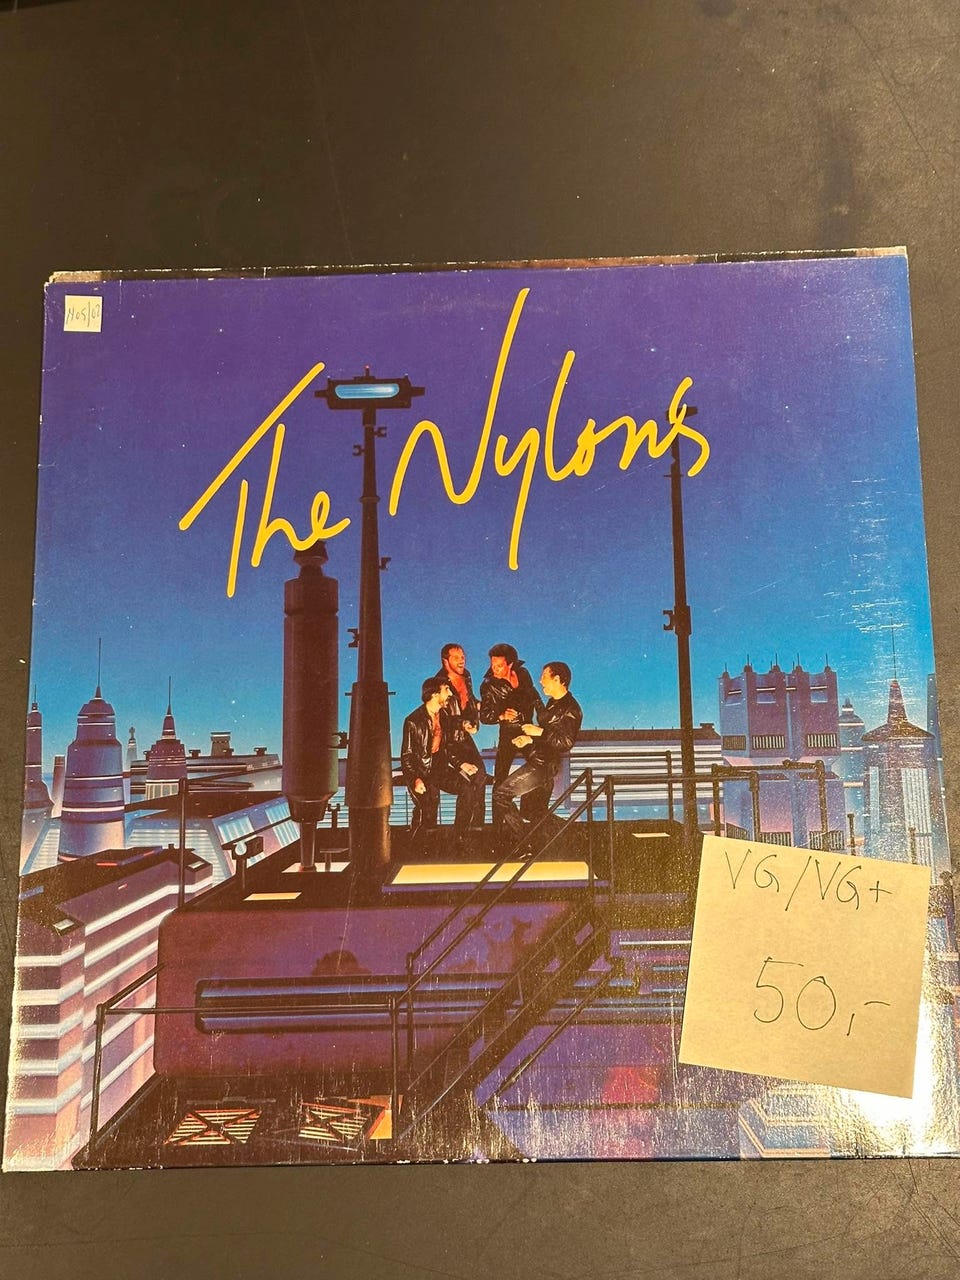 The Nylons
VG/VG+
50,-